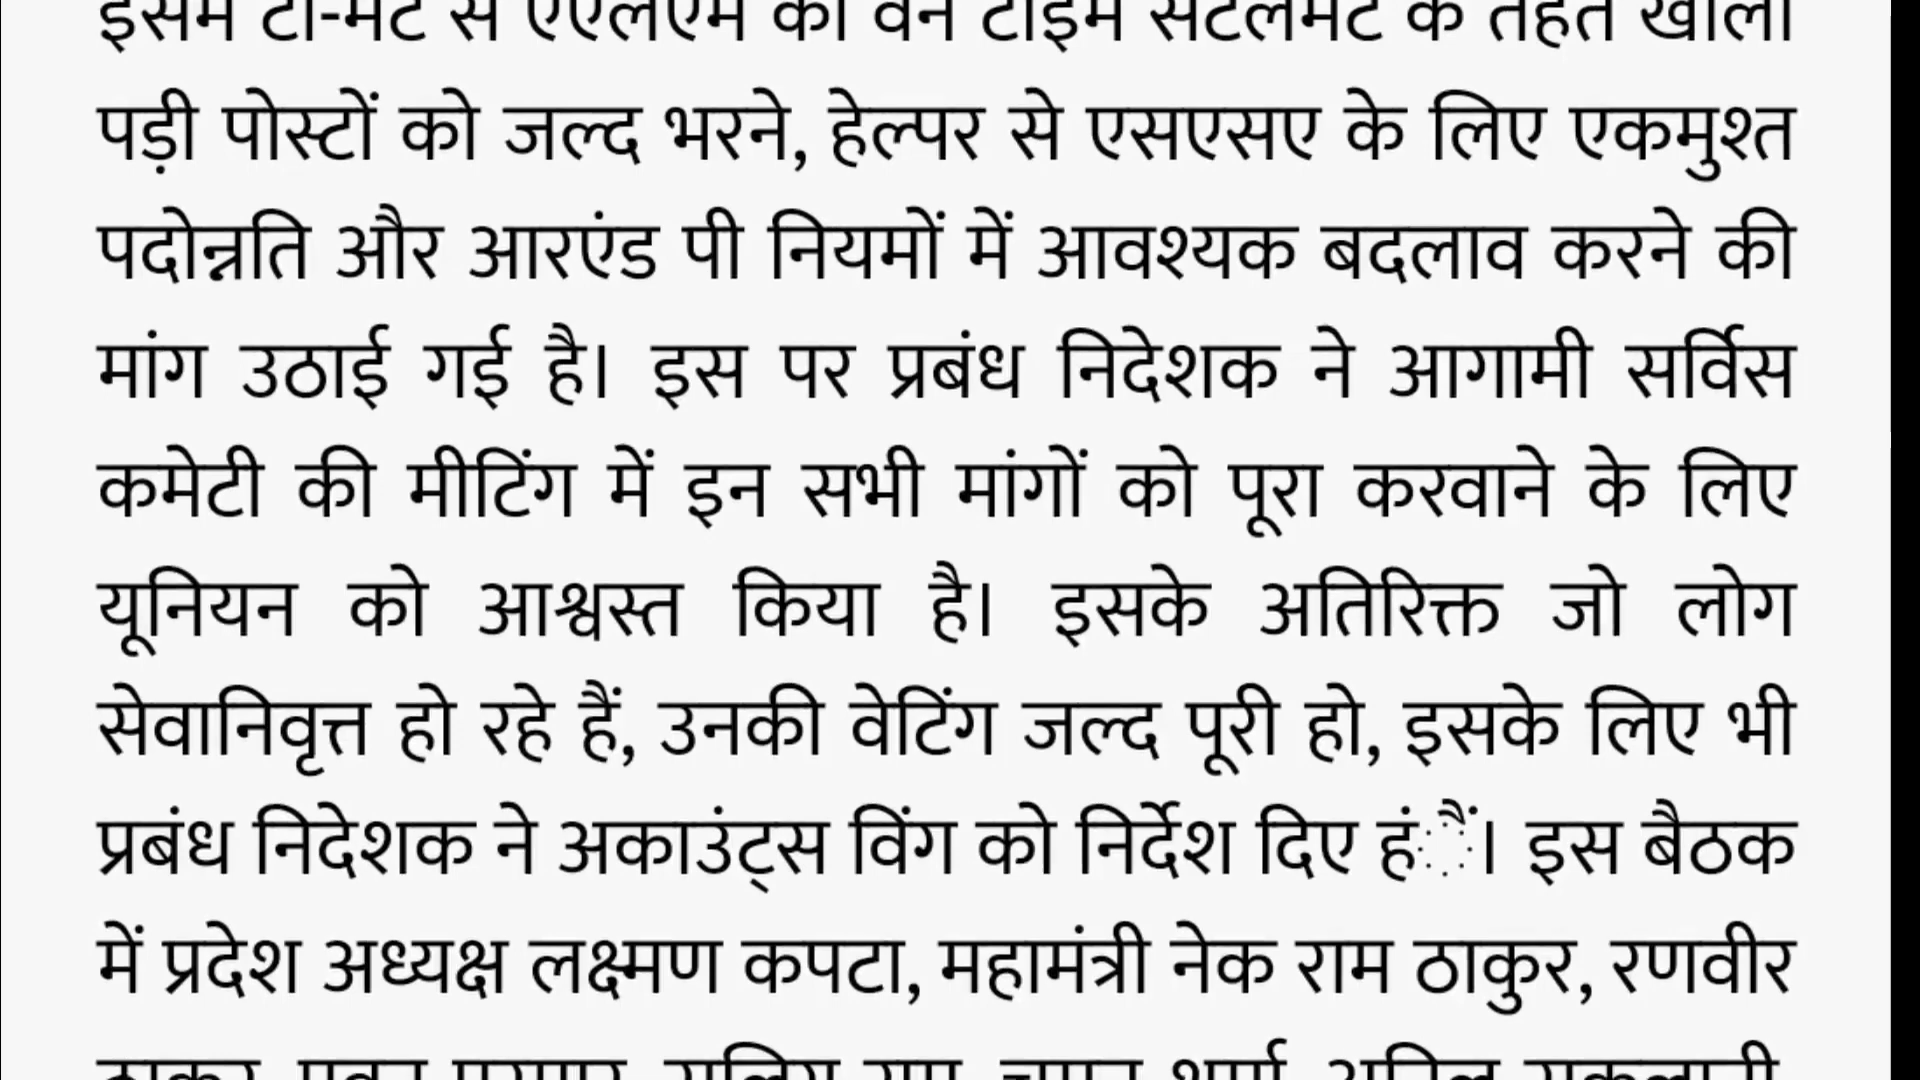 पड़ी पोस्टों को जल्द भरने, हेल्पर से एसएसए के लिए एकमुश्त
पदोन्नति और आरएंड पी नियमों में आवश्यक बदलाव करने की
मांग उठाई गई है। इस पर प्रबंध निदेशक ने आगामी सर्विस
कमेटी की मीटिंग में इन सभी मांगों को पूरा करवाने के लिए
यूनियन को आश्वस्त किया है। इसके अतिरिक्त जो लोग
सेवानिवृत्त हो रहे हैं, उनकी वेटिंग जल्द पूरी हो, इसके लिए भी
प्रबंध निदेशक ने अकाउंट्स विंग को निर्देश दिए हंैं। इस बैठक
में प्रदेश अध्यक्ष लक्ष्मण कपटा, महामंत्री नेक राम ठाकुर, रणवीर